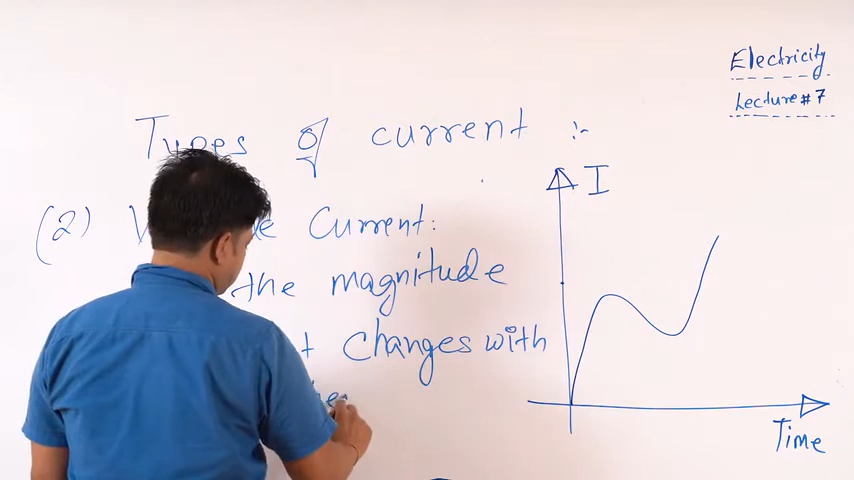 Electricity
Lecture # 7
Types of current :-
(2) Current:
the magnitude
changes with
I
Time